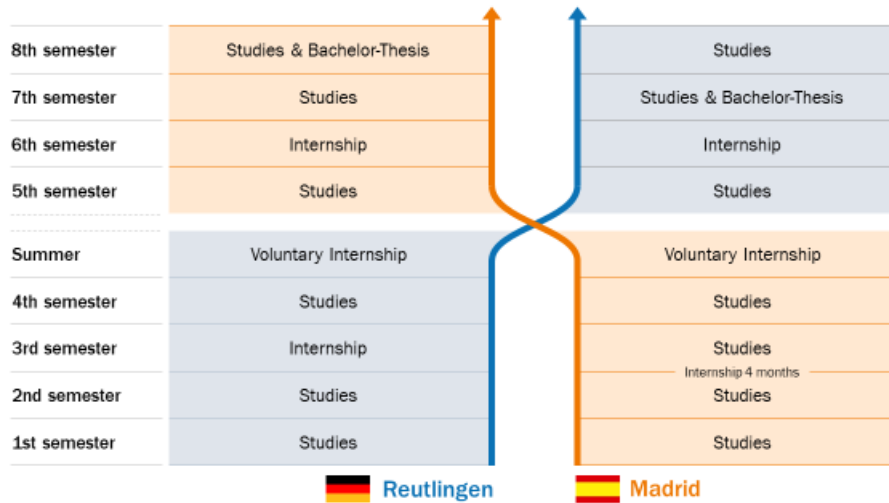 8th semester Studies & Bachelor-Thesis Studies
7th semester Studies Studies & Bachelor-Thesis
6th semester Internship Internship
5th semester Studies Studies
Summer Voluntary Internship Voluntary Internship
4th semester Studies Studies
3rd semester Internship Studies
Internship 4 months
2nd semester Studies Studies
1st semester Studies Studies
Reutlingen Madrid